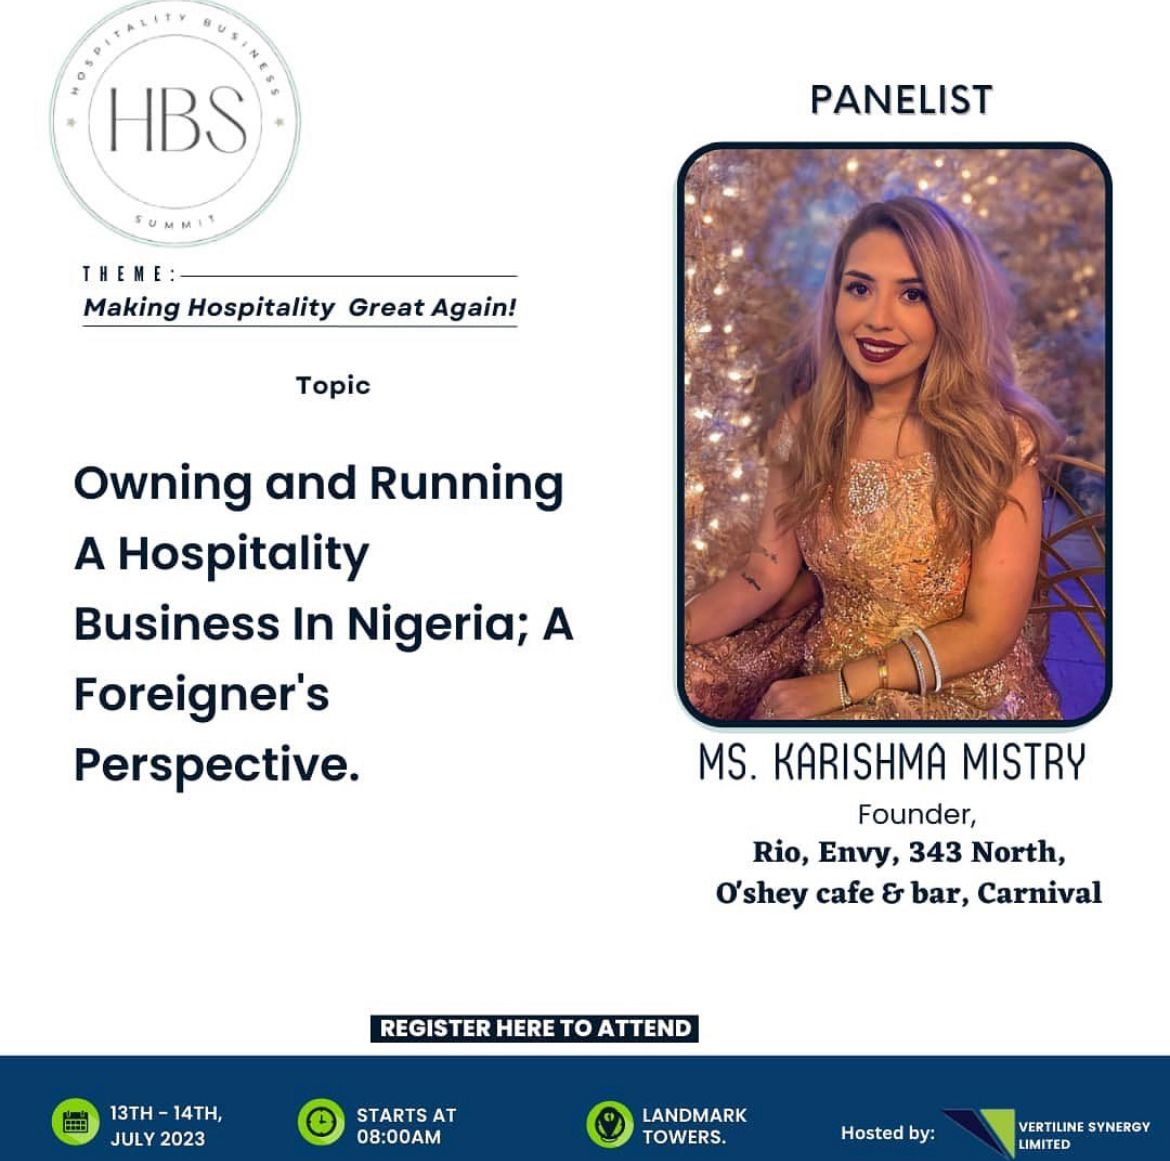 HOSPITALITY BUSINESS
HBS
SUMMIT
THEME:
Making Hospitality Great Again!
Topic
Owning and Running
A Hospitality
Business In Nigeria; A
Foreigner's
Perspective.
PANELIST
MS. KARISHMA MISTRY
Founder,
Rio, Envy, 343 North,
O'shey cafe & bar, Carnival
REGISTER HERE TO ATTEND
13TH - 14TH,
JULY 2023
STARTS AT
08:00AM
LANDMARK
TOWERS.
Hosted by:
VERTILINE SYNERGY
LIMITED